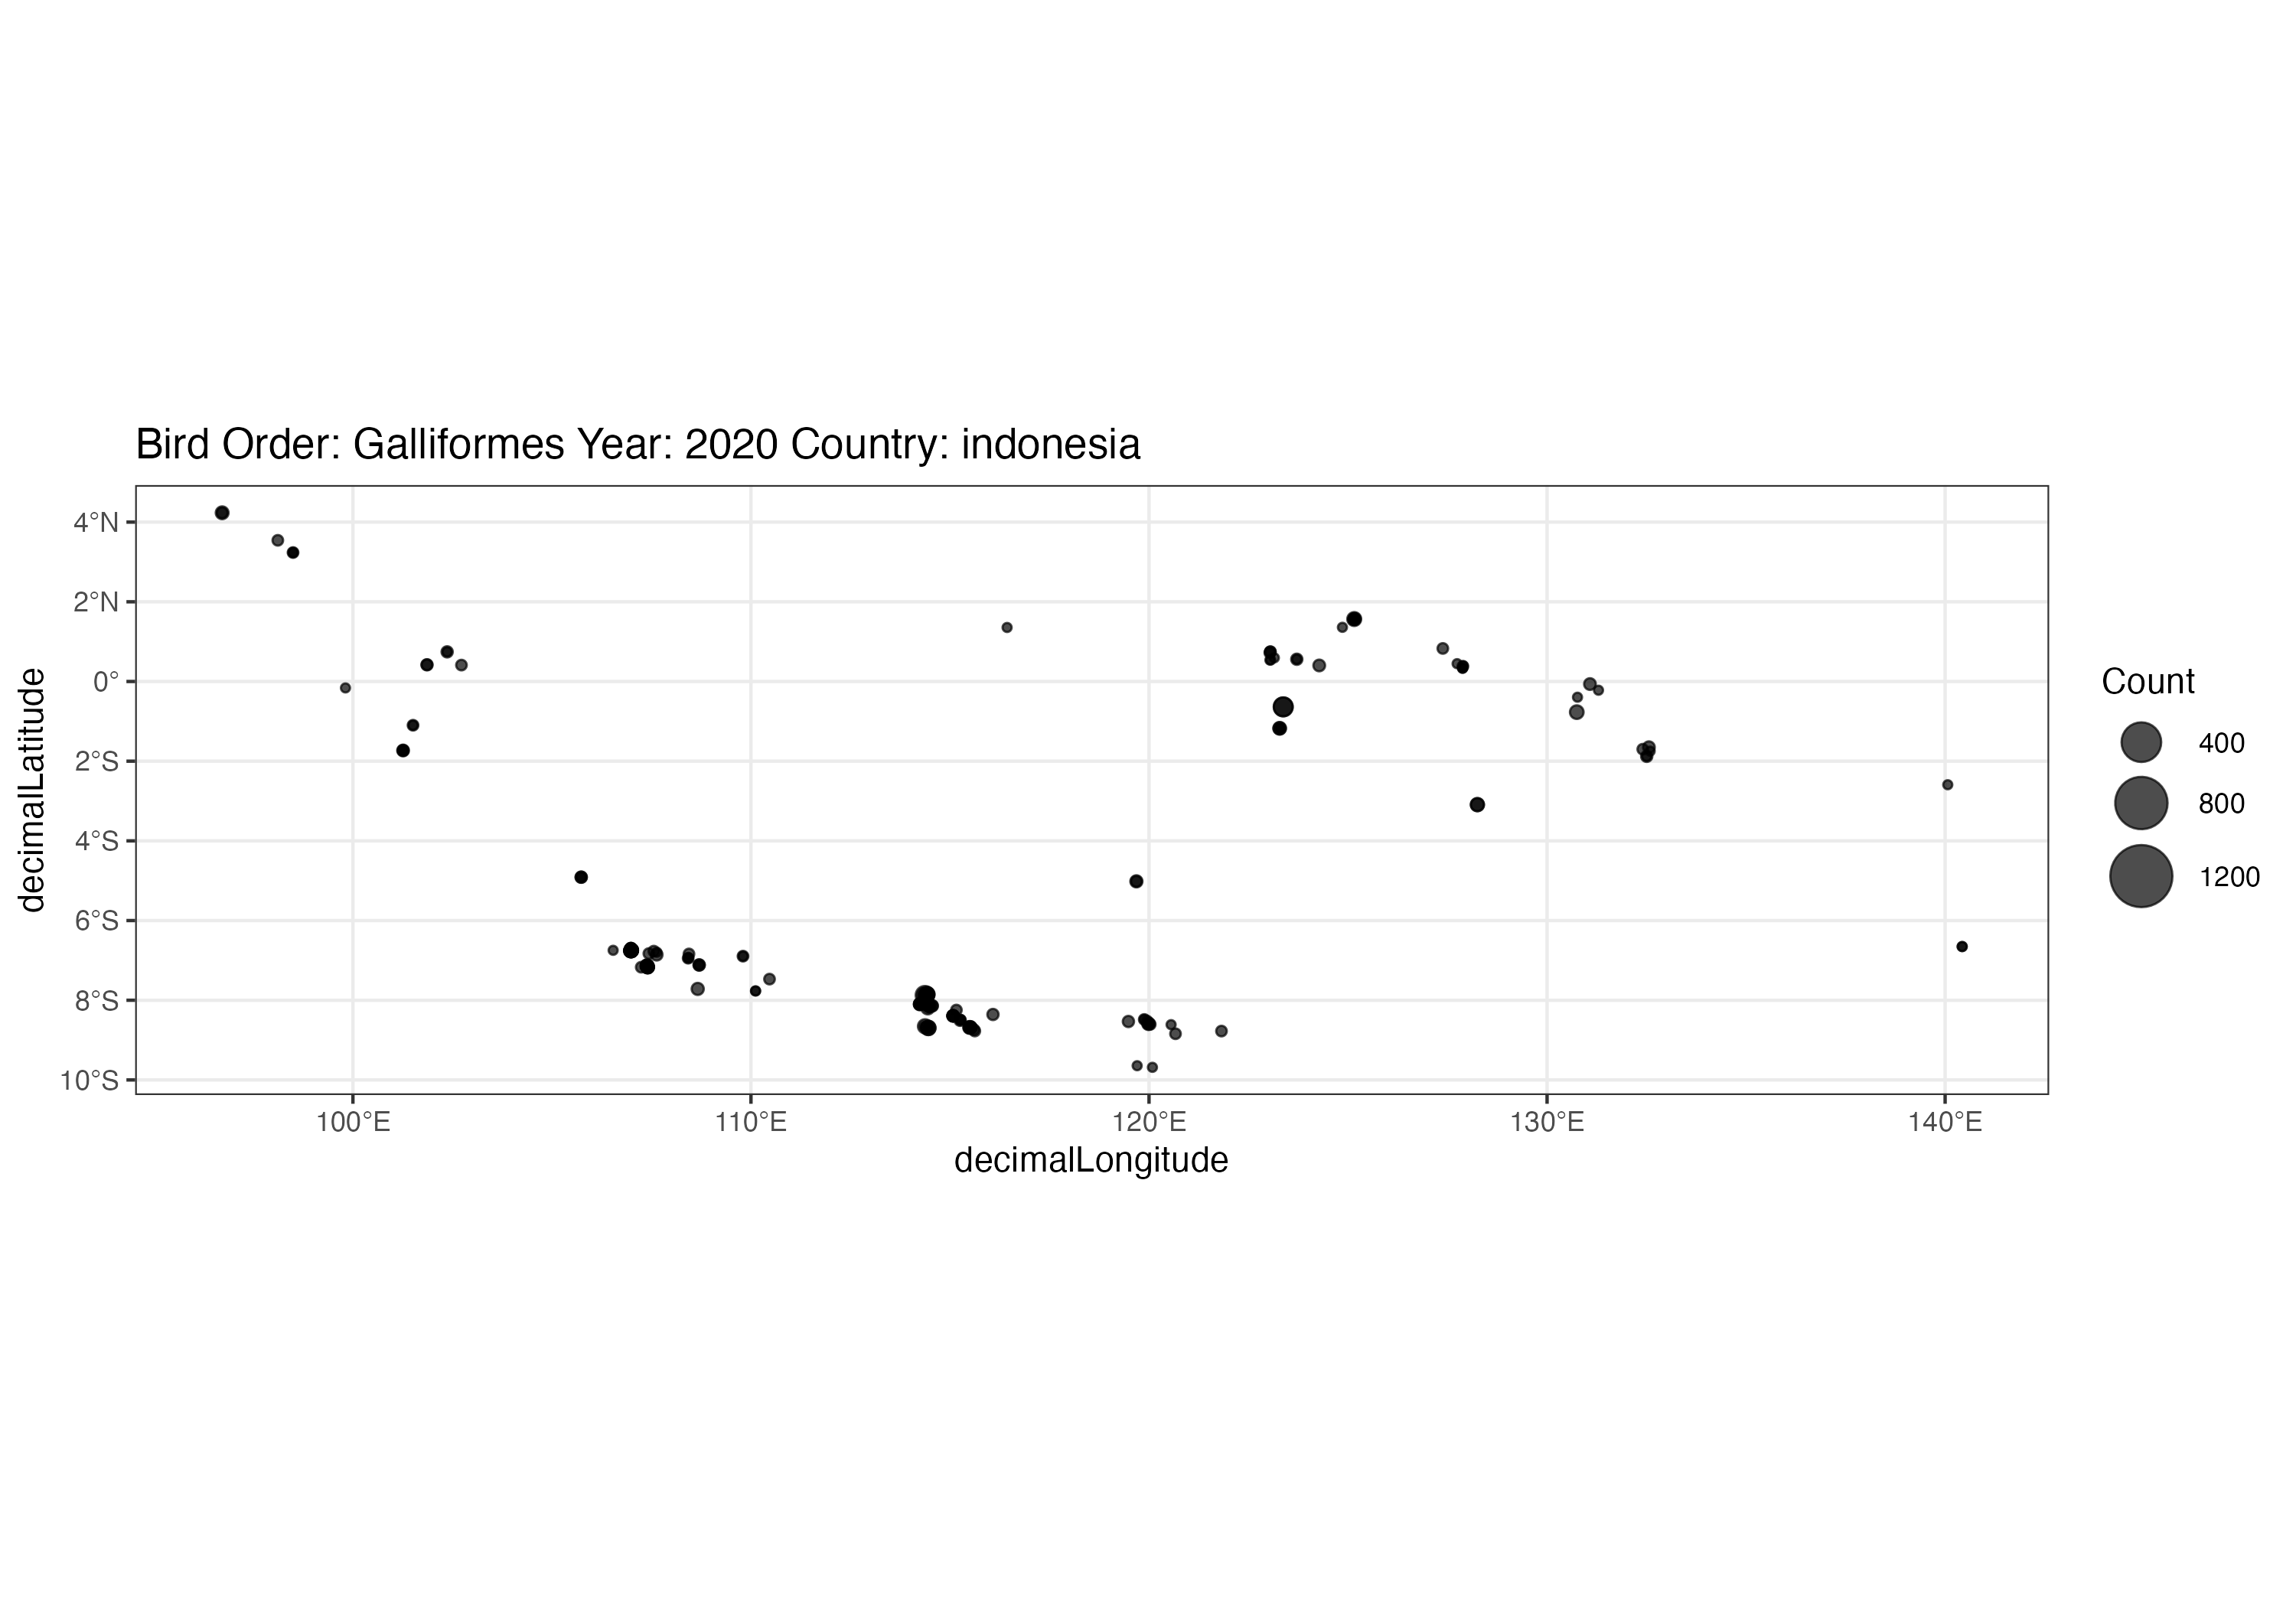 Bird Order: Galliformes Year: 2020 Country: indonesia
decimalLatitude
4°N
2°N
0°
2°S
4°S
6°S
8°S
10°S
100°E
110°E
120°E
130°E
140°E
decimalLongitude
Count
400
800
1200